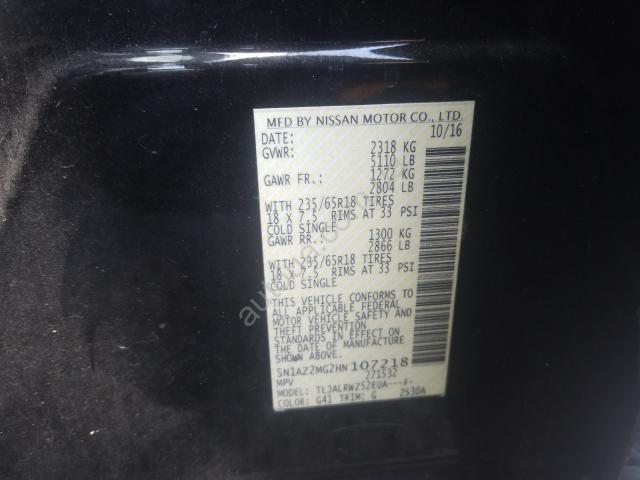 MFD BY NISSAN MOTOR CO., LTD.
DATE: 10/16
GVWR: 2318 KG
5110 LB
GAWR FR.: 1272 KG
2804 LB
WITH 235/65R18 TIRES
18 X 7.5 RIMS AT 33 PSI
COLD SINGLE
GAWR RR.: 1300 KG
2866 LB
WITH 235/65R18 TIRES
18 X 7.5 RIMS AT 33 PSI
COLD SINGLE
THIS VEHICLE CONFORMS TO
ALL APPLICABLE FEDERAL
MOTOR VEHICLE SAFETY AND
THEFT PREVENTION
STANDARDS IN EFFECT ON
THE DATE OF MANUFACTURE
SHOWN ABOVE.
5N1AZ2MG2HN107218
MPV 271532
MODEL: TLJALRWZ52EUA---F-
COLOR: G41 TRIM: G Z530A